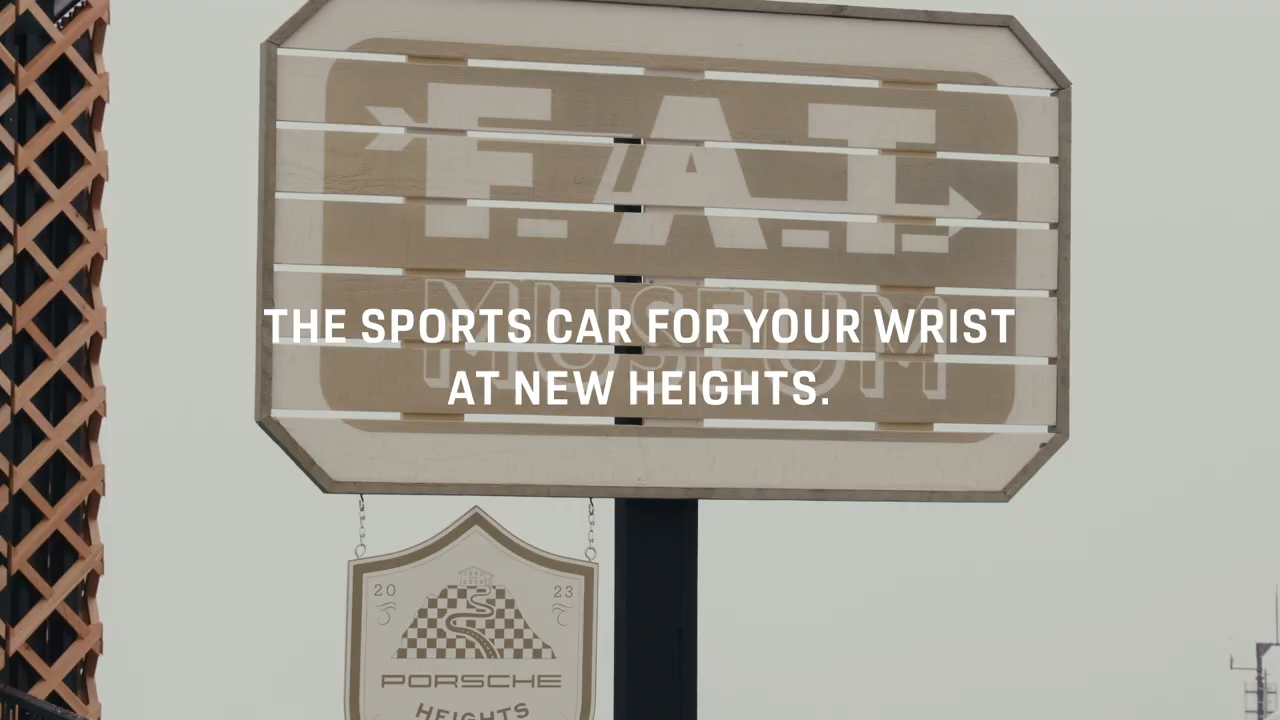 F.A.T.
MUSEUM
THE SPORTS CAR FOR YOUR WRIST
AT NEW HEIGHTS.
20 23
PORSCHE
HEIGHTS